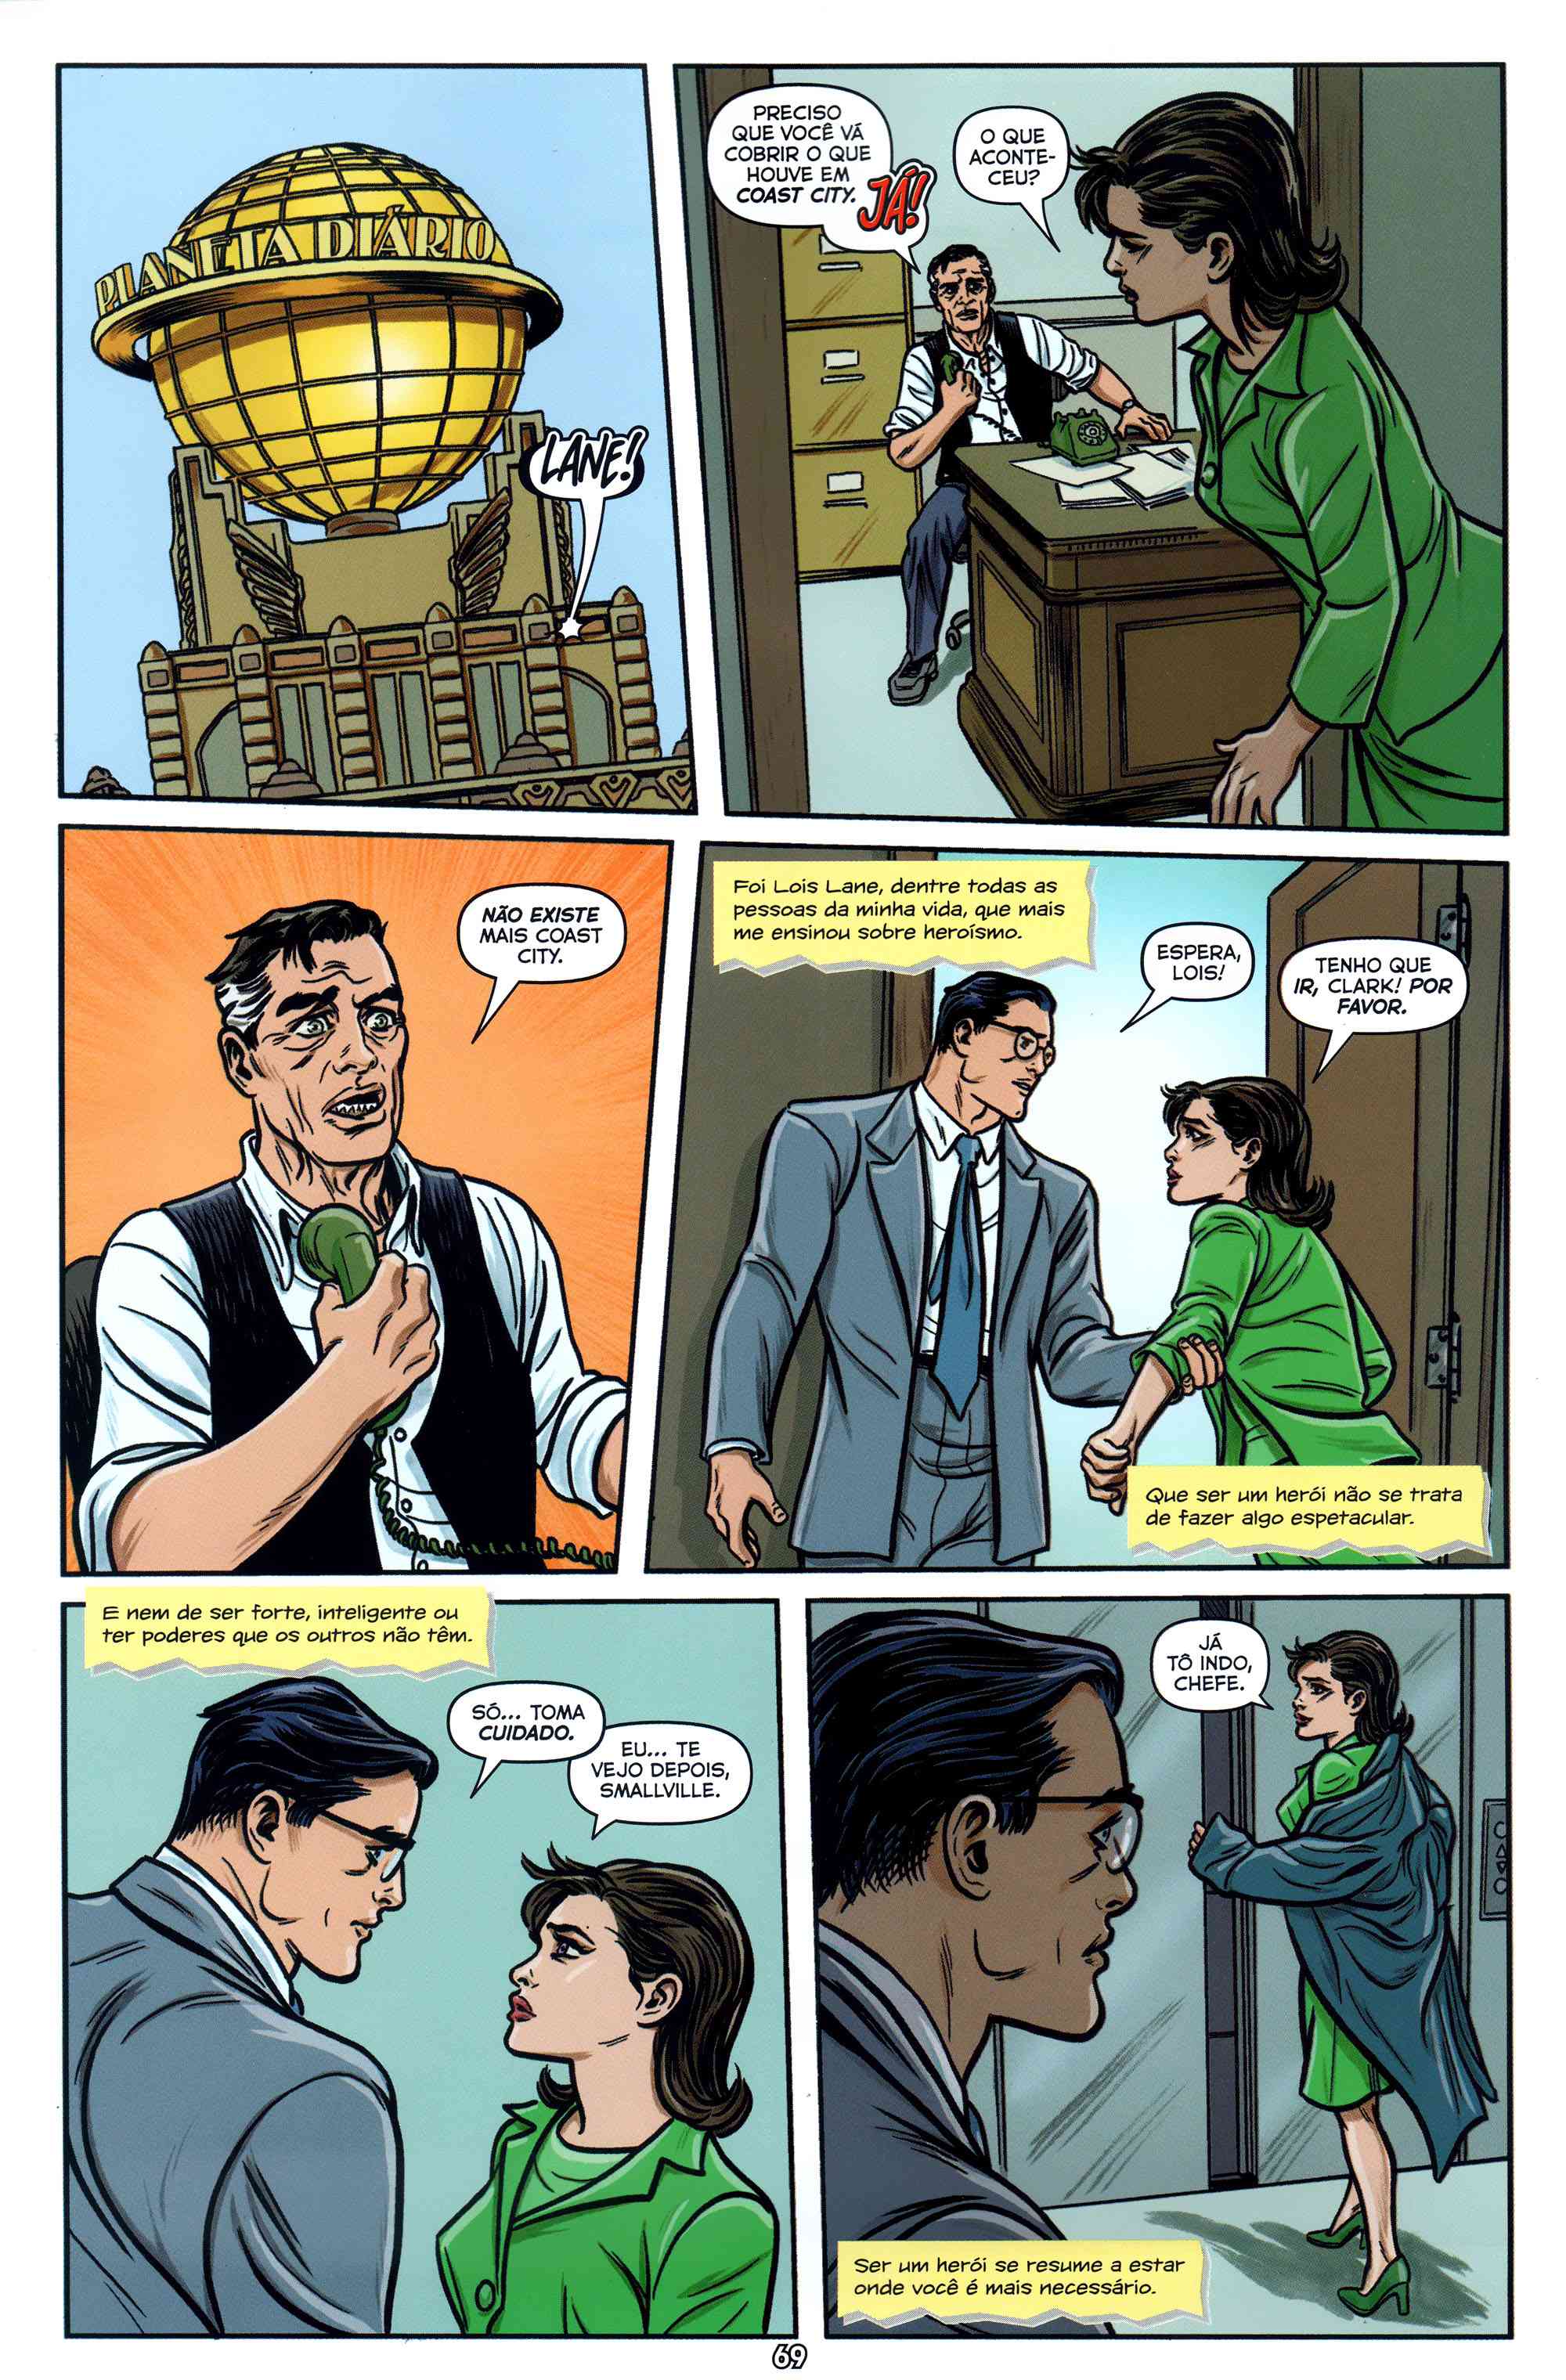 PLANETA DIÁRIO
LANE!
PRECISO
QUE VOCÊ VÁ
COBRIR O QUE
HOUVE EM
COAST CITY.
JÁ!
O QUE
ACONTE-
CEU?
NÃO EXISTE
MAIS COAST
CITY.
Foi Lois Lane, dentre todas as
pessoas da minha vida, que mais
me ensinou sobre heroísmo.
ESPERA,
LOIS!
TENHO QUE
IR, CLARK! POR
FAVOR.
Que ser um herói não se trata
de fazer algo espetacular.
E nem de ser forte, inteligente ou
ter poderes que os outros não têm.
SÓ... TOMA
CUIDADO.
EU... TE
VEJO DEPOIS,
SMALLVILLE.
JÁ
TÔ INDO,
CHEFE.
Ser um herói se resume a estar
onde você é mais necessário.
69